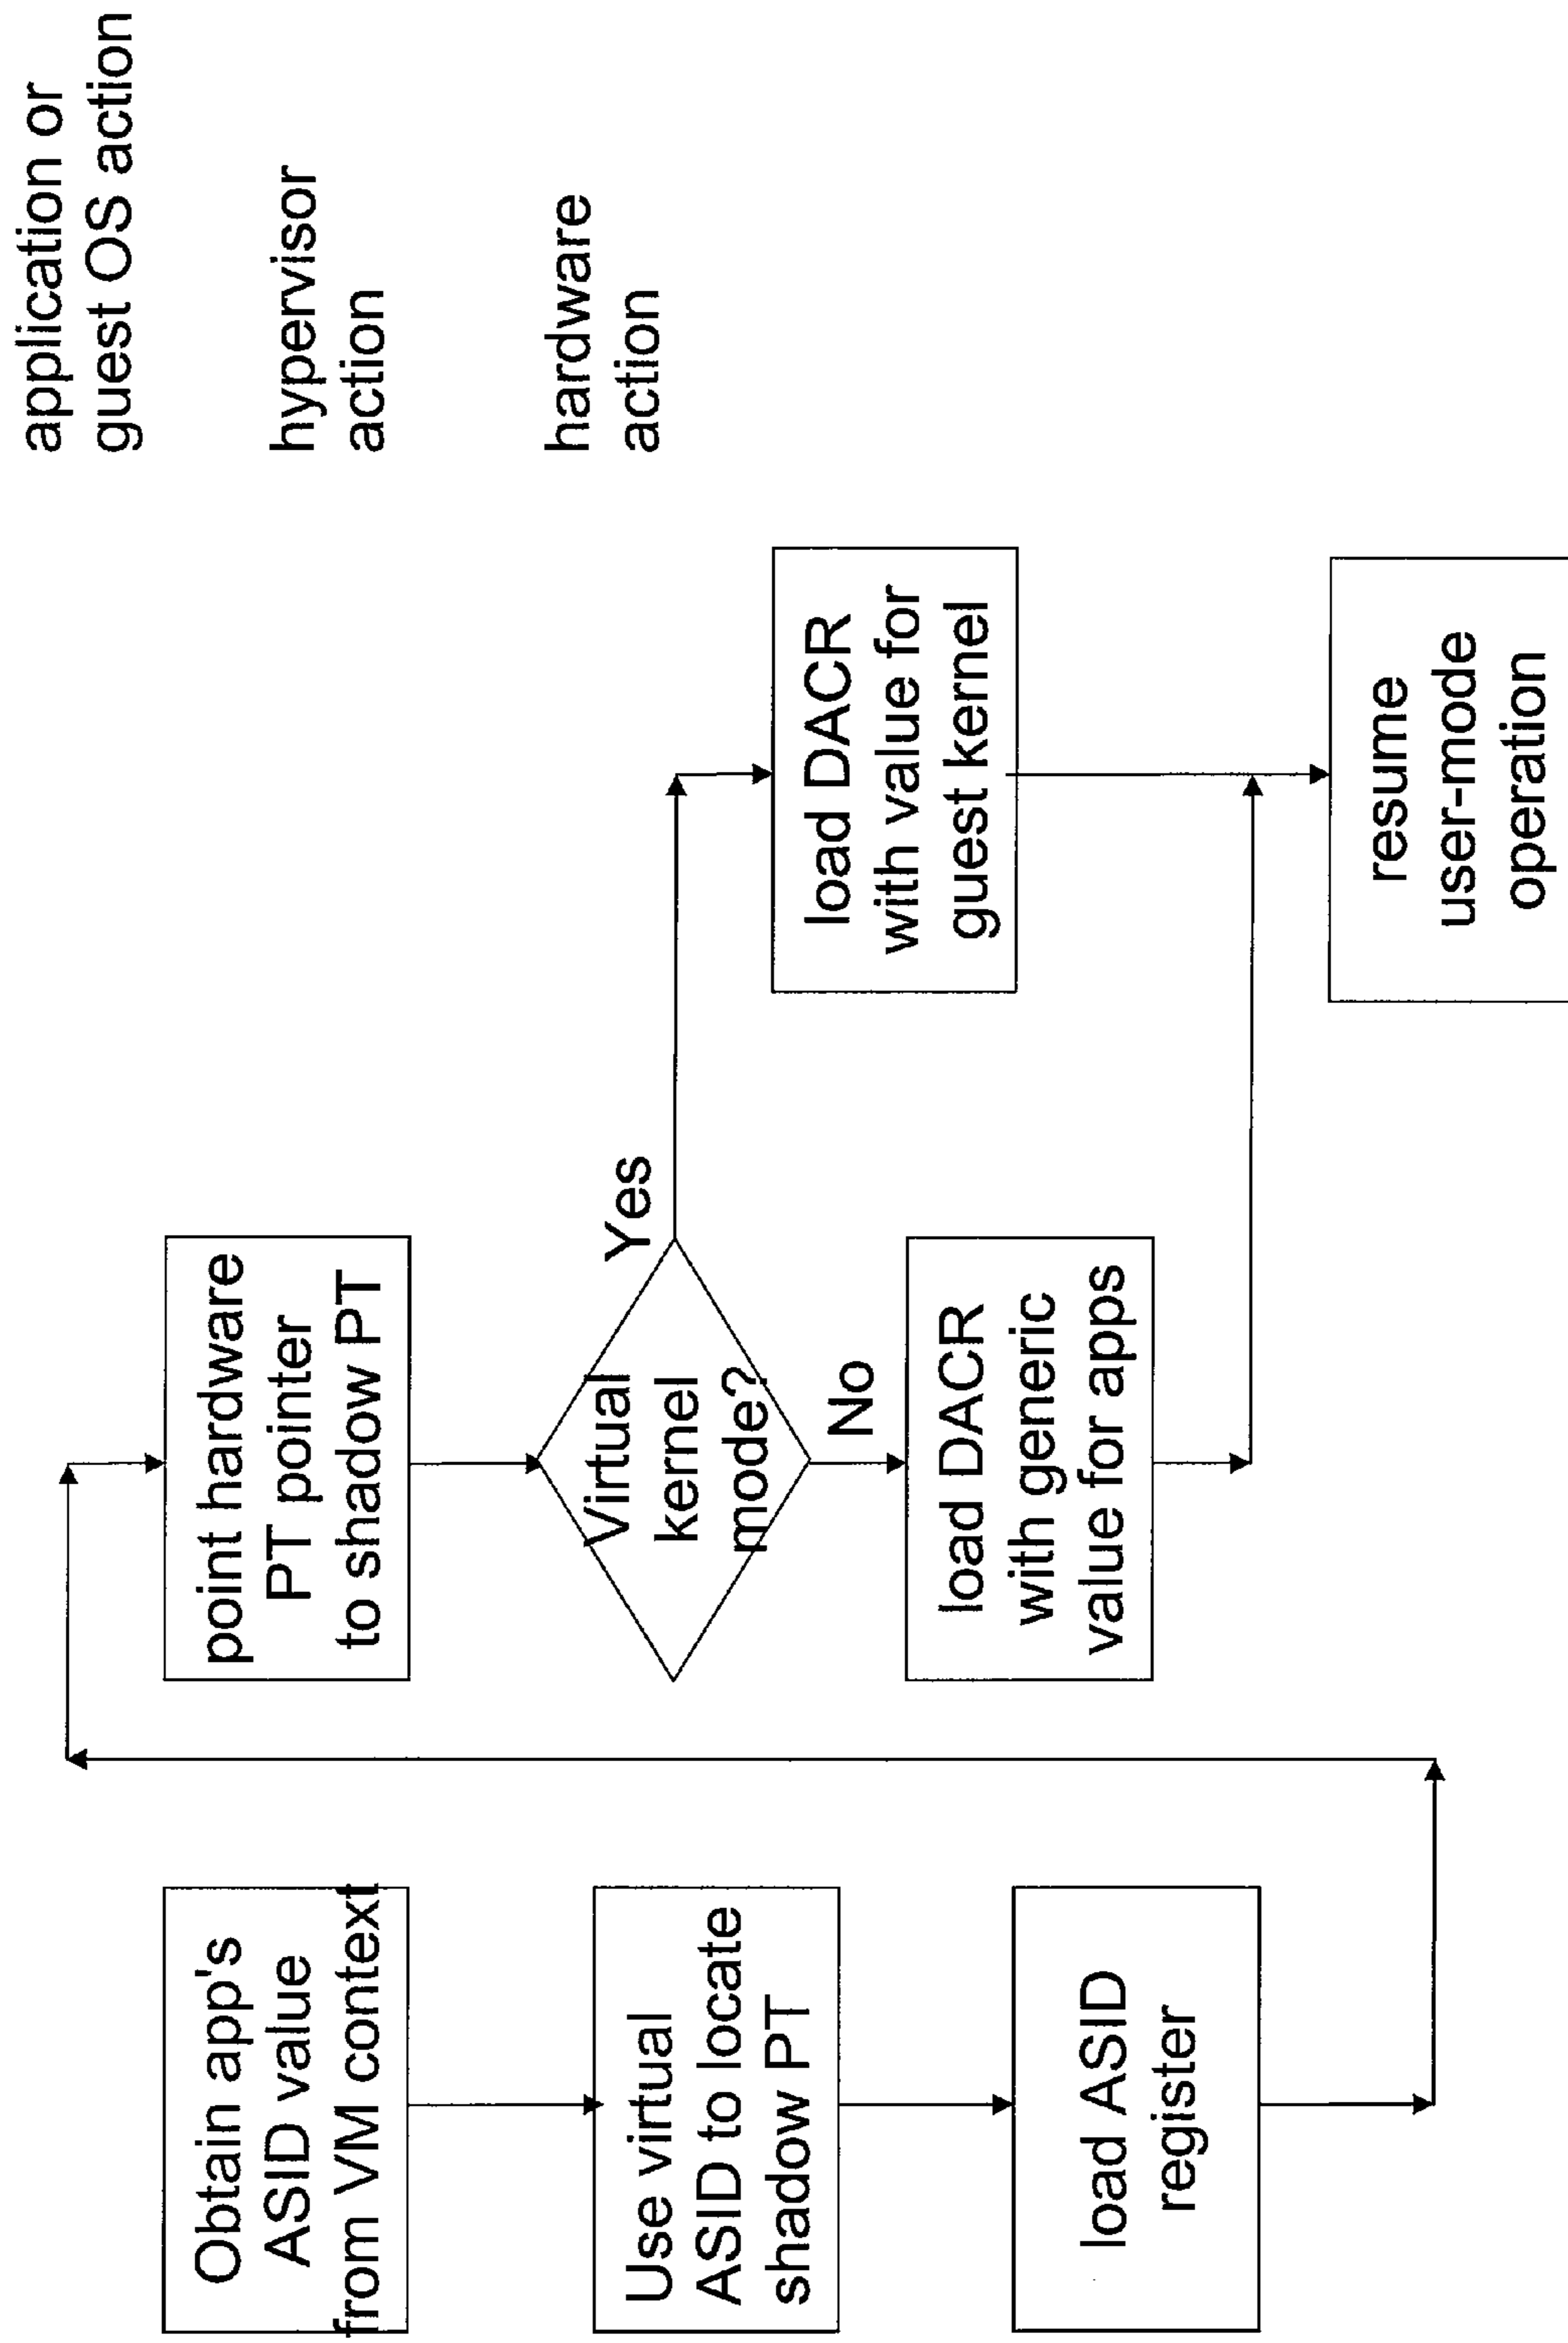 Obtain app's
ASID value
from VM context
Use virtual
ASID to locate
shadow PT
load ASID
register
point hardware
PT pointer
to shadow PT
Virtual
kernel
mode?
Yes
No
load DACR
with generic
value for apps
load DACR
with value for
guest kernel
resume
user-mode
operation
application or
guest OS action
hypervisor
action
hardware
action